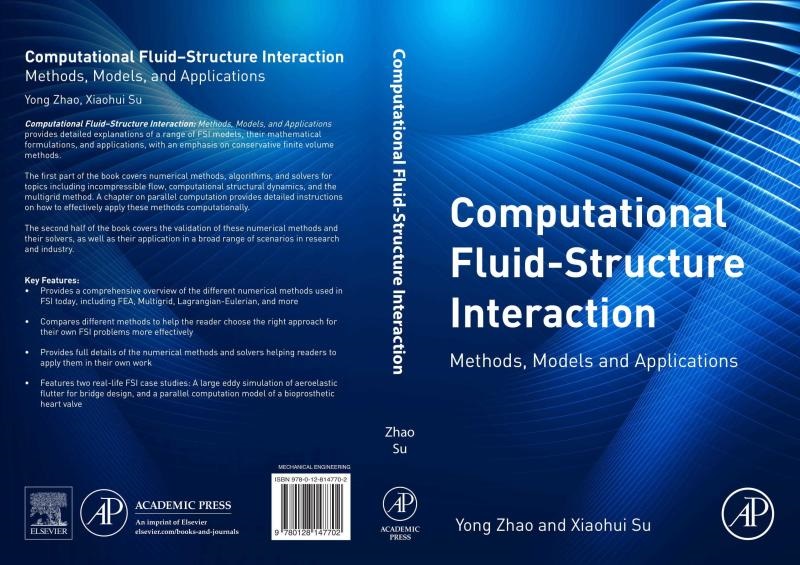 Computational Fluid–Structure Interaction
Methods, Models, and Applications
Yong Zhao, Xiaohui Su
Computational Fluid–Structure Interaction: Methods, Models, and Applications
provides detailed explanations of a range of FSI models, their mathematical
formulations, and applications, with an emphasis on conservative finite volume
methods.
The first part of the book covers numerical methods, algorithms, and solvers for
topics including incompressible flow, computational structural dynamics, and the
multigrid method. A chapter on parallel computation provides detailed instructions
on how to effectively apply these methods computationally.
The second half of the book covers the validation of these numerical methods and
their solvers, as well as their application in a broad range of scenarios in research
and industry.
Key Features:
• Provides a comprehensive overview of the different numerical methods used in
FSI today, including FEA, Multigrid, Lagrangian-Eulerian, and more
• Compares different methods to help the reader choose the right approach for
their own FSI problems more effectively
• Provides full details of the numerical methods and solvers helping readers to
apply them in their own work
• Features two real-life FSI case studies: A large eddy simulation of aeroelastic
flutter for bridge design, and a parallel computation model of a bioprosthetic
heart valve
MECHANICAL ENGINEERING
ISBN 978-0-12-814770-2
9 780128 147702
ELSEVIER
AP
ACADEMIC PRESS
An imprint of Elsevier
elsevier.com/books-and-journals
Computational Fluid-Structure Interaction
Zhao
Su
AP
ACADEMIC
PRESS
Computational
Fluid-Structure
Interaction
Methods, Models and Applications
Yong Zhao and Xiaohui Su
AP